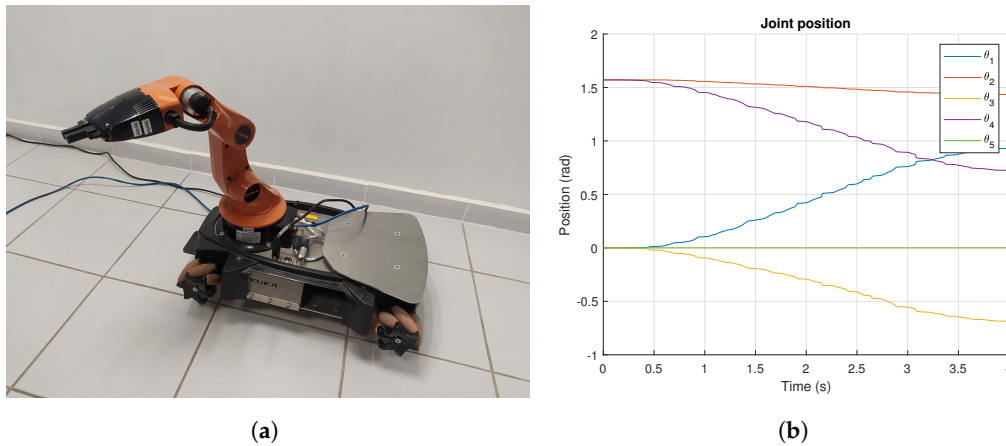 KUKA
(a)
Joint position
2
1.5
1
0.5
0
-0.5
-1
Position (rad)
0
0.5
1
1.5
2
2.5
3
3.5
Time (s)
θ1
θ2
θ3
θ4
θ5
(b)